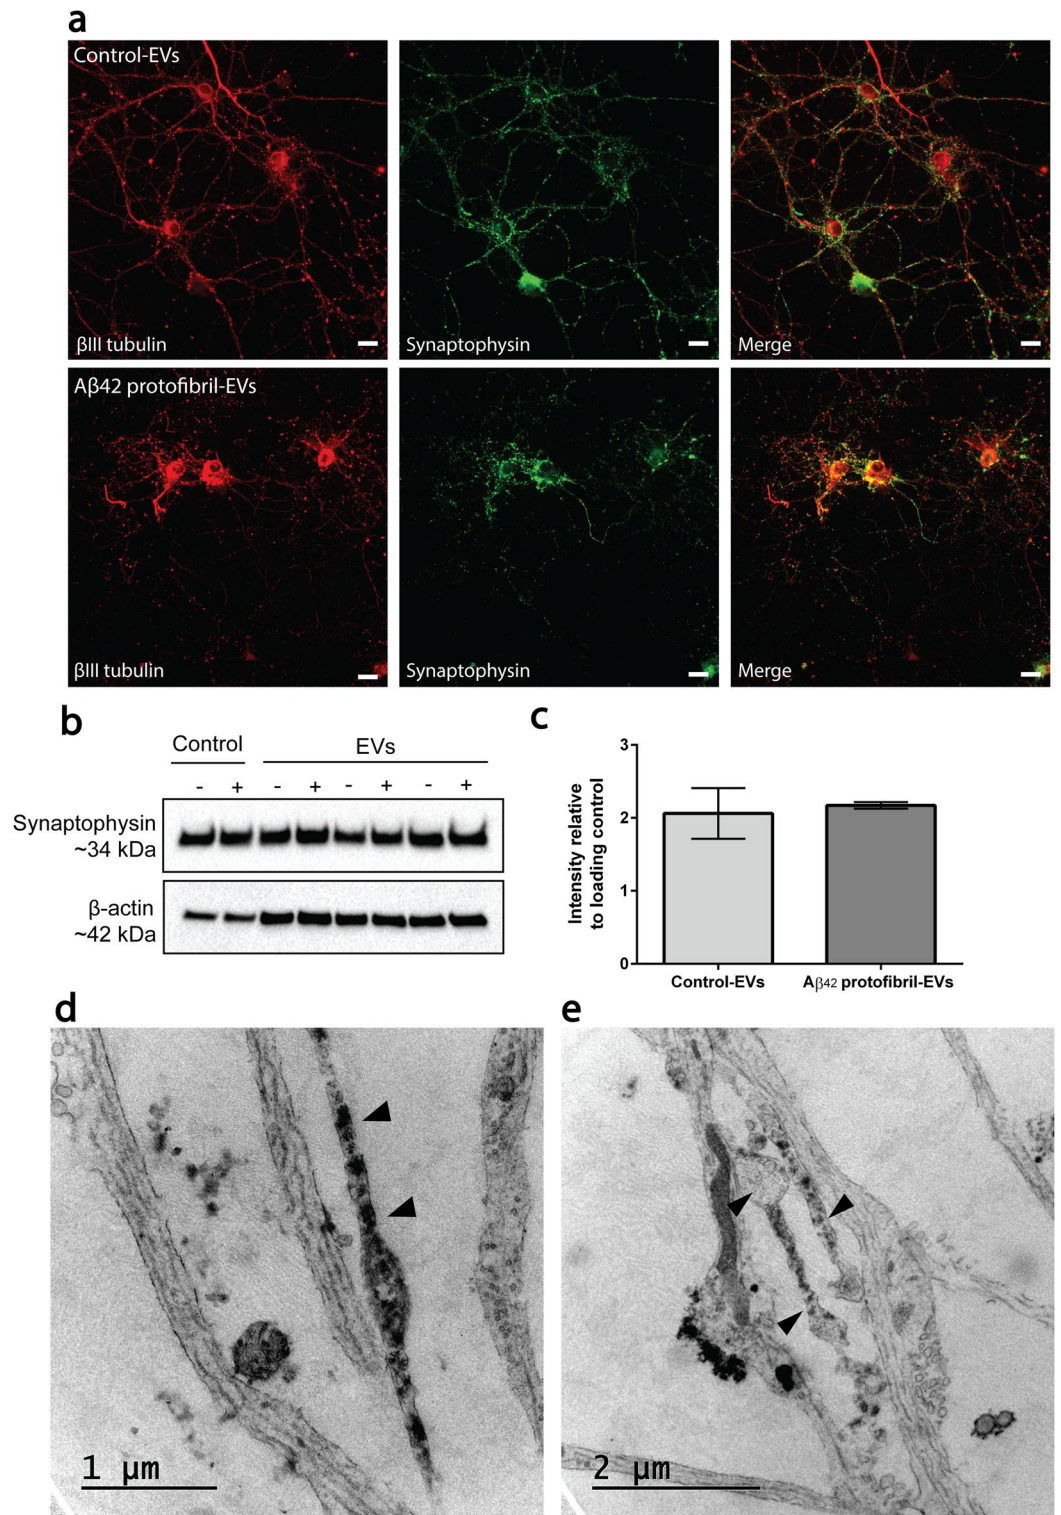 a
Control-EVs
βIII tubulin
Synaptophysin
Merge
Aβ42 protofibril-EVs
βIII tubulin
Synaptophysin
Merge
b
Control
EVs
- + - + - + - +
Synaptophysin
~34 kDa
β-actin
~42 kDa
c
Intensity relative
to loading control
3
2
1
0
Control-EVs
Aβ42 protofibril-EVs
d
1 µm
e
2 µm